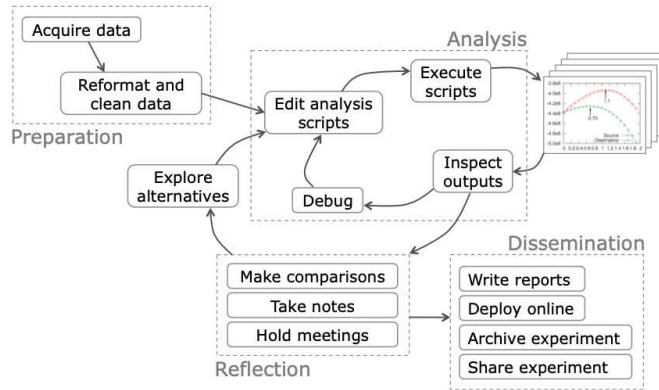 Acquire data
Reformat and
clean data
Preparation
Analysis
Edit analysis
scripts
Execute
scripts
Inspect
outputs
Debug
Explore
alternatives
Make comparisons
Take notes
Hold meetings
Reflection
Dissemination
Write reports
Deploy online
Archive experiment
Share experiment